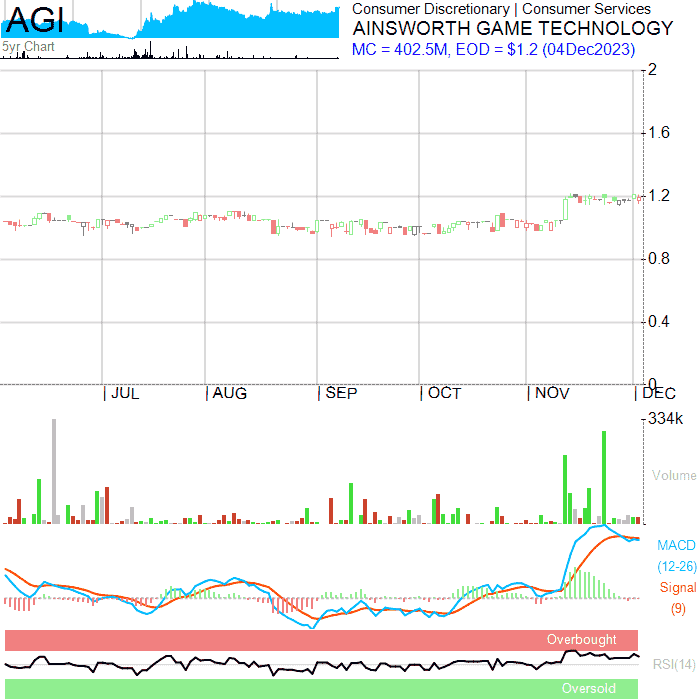 AGI
5yr Chart
Consumer Discretionary | Consumer Services
AINSWORTH GAME TECHNOLOGY
MC = 402.5M, EOD = $1.2 (04Dec2023)
2
1.6
1.2
0.8
0.4
0
JUL AUG SEP OCT NOV DEC
334k
Volume
MACD
(12-26)
Signal
(9)
Overbought
RSI(14)
Oversold